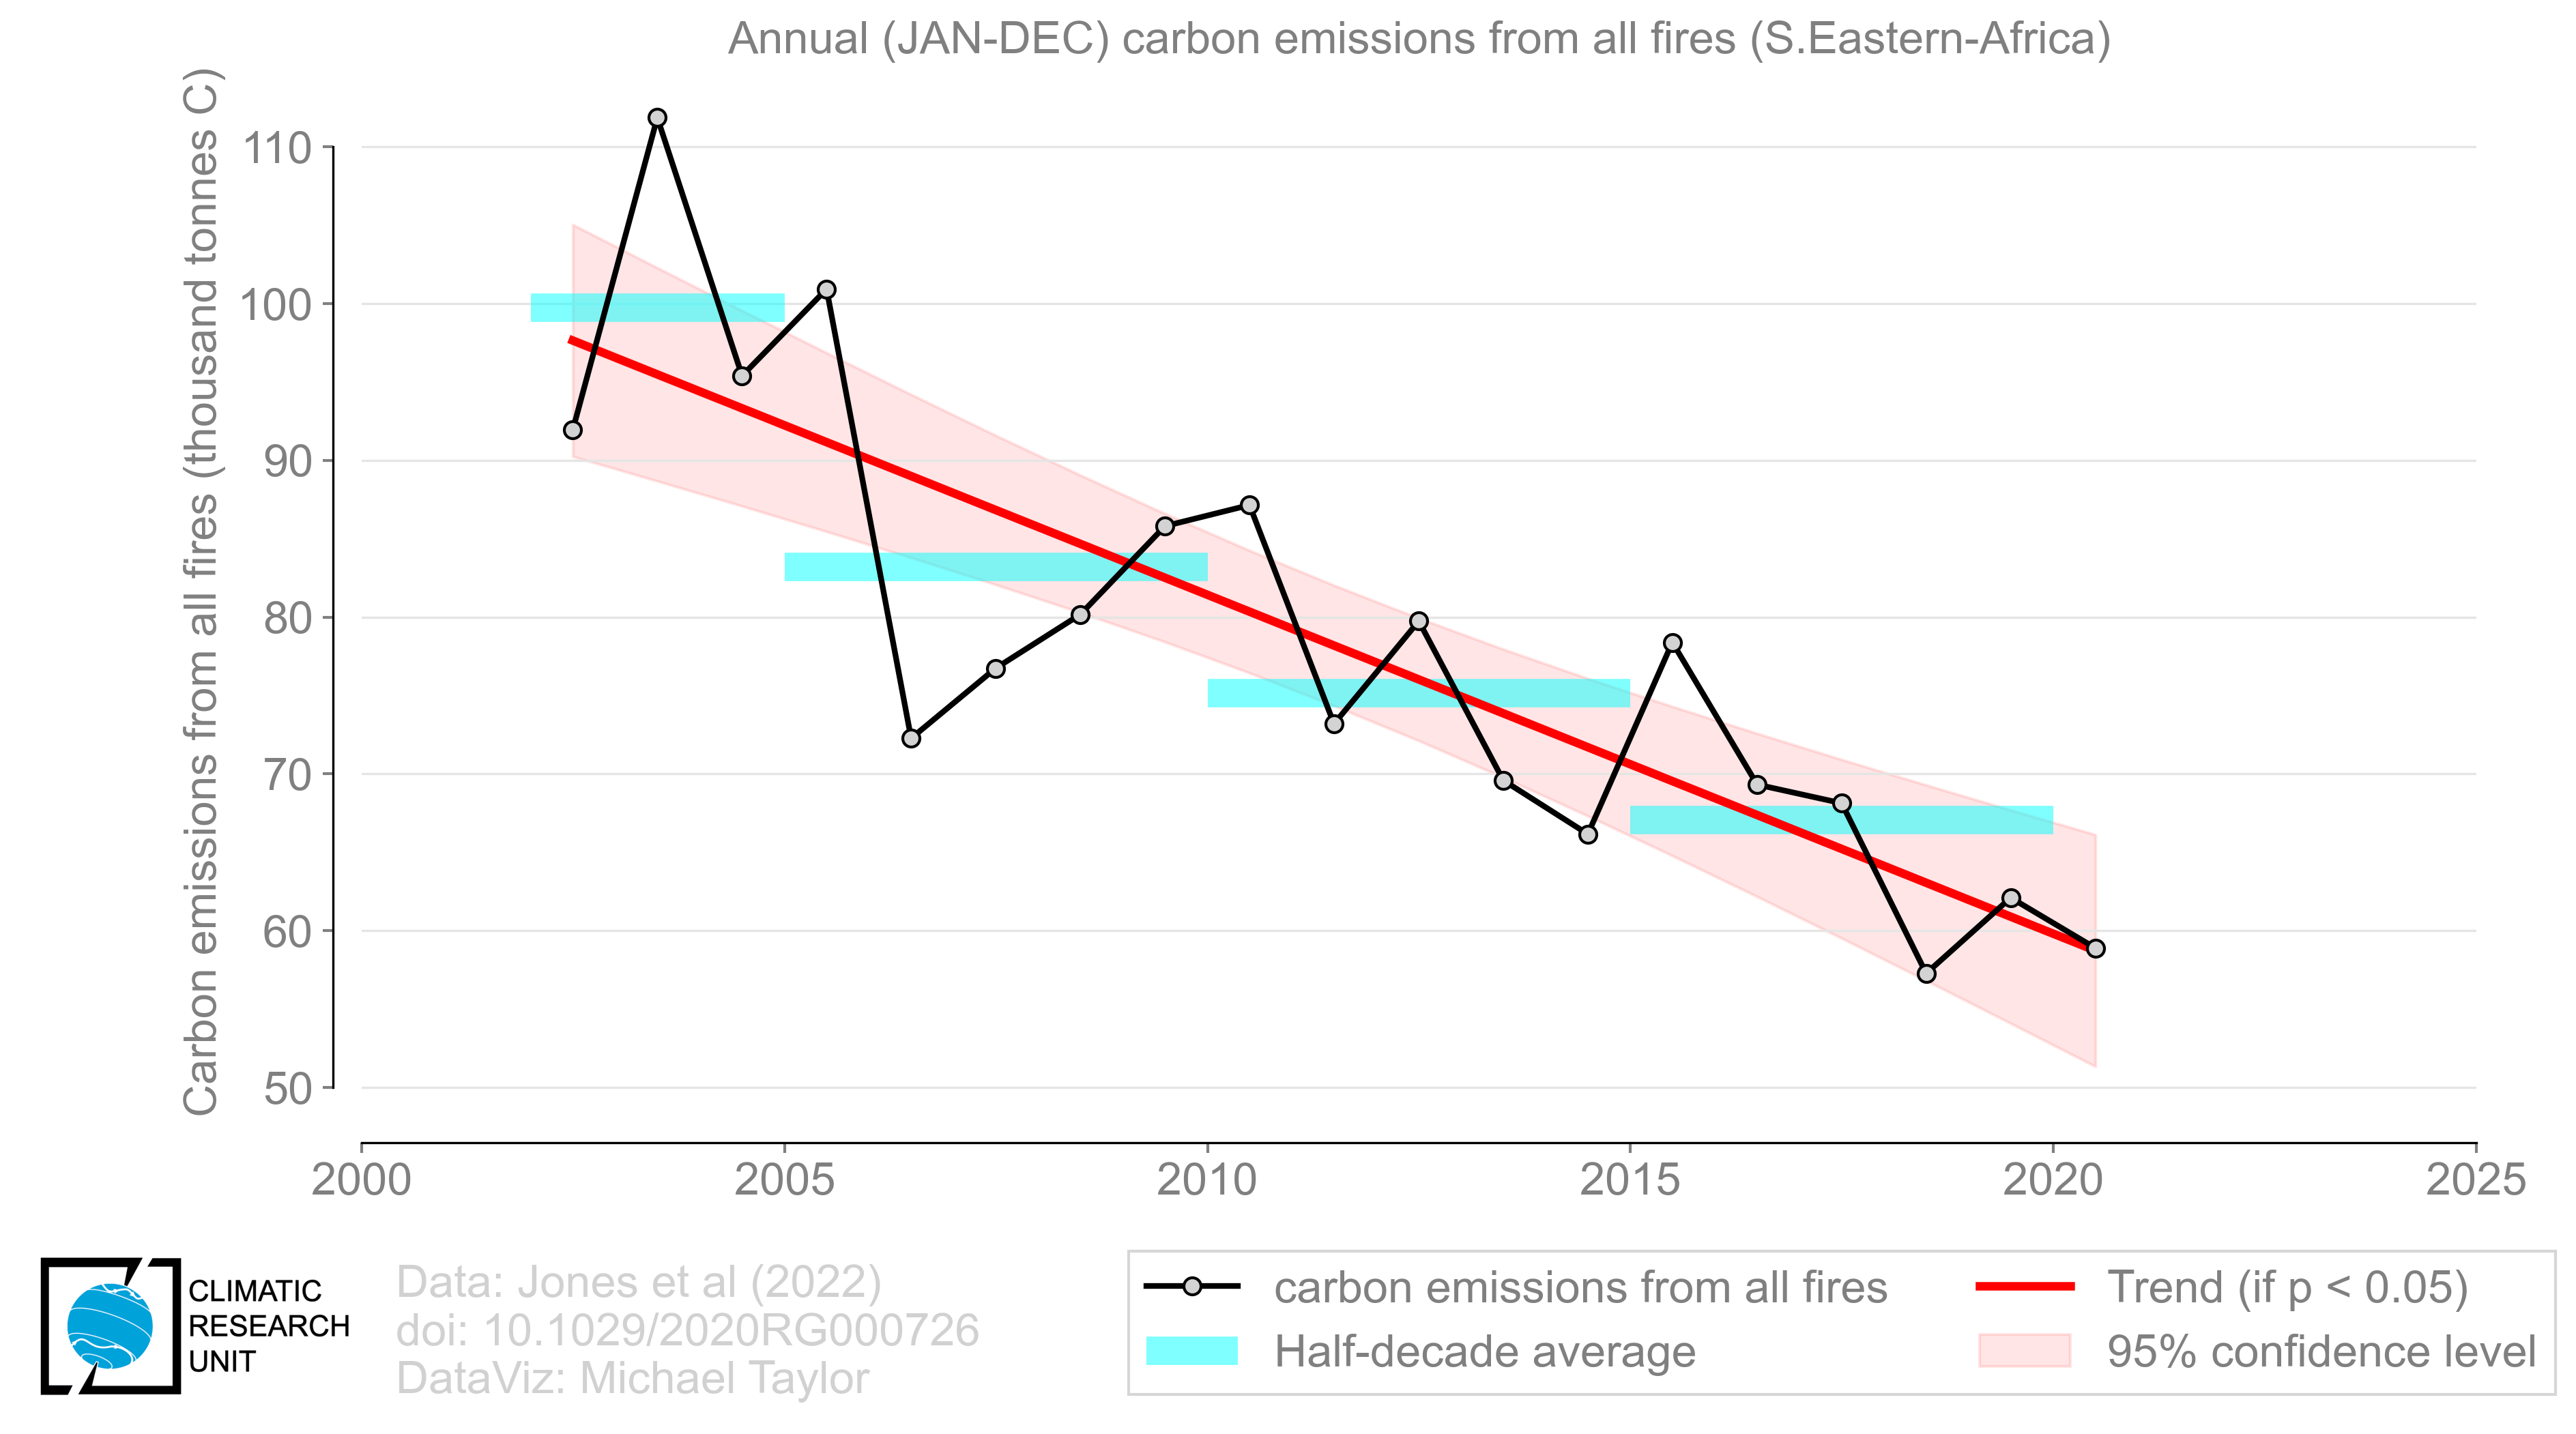 Annual (JAN-DEC) carbon emissions from all fires (S.Eastern-Africa)
Carbon emissions from all fires (thousand tonnes C)
110
100
90
80
70
60
50
2000
2005
2010
2015
2020
2025
CLIMATIC
RESEARCH
UNIT
Data: Jones et al (2022)
doi: 10.1029/2020RG000726
DataViz: Michael Taylor
carbon emissions from all fires
Half-decade average
Trend (if p < 0.05)
95% confidence level